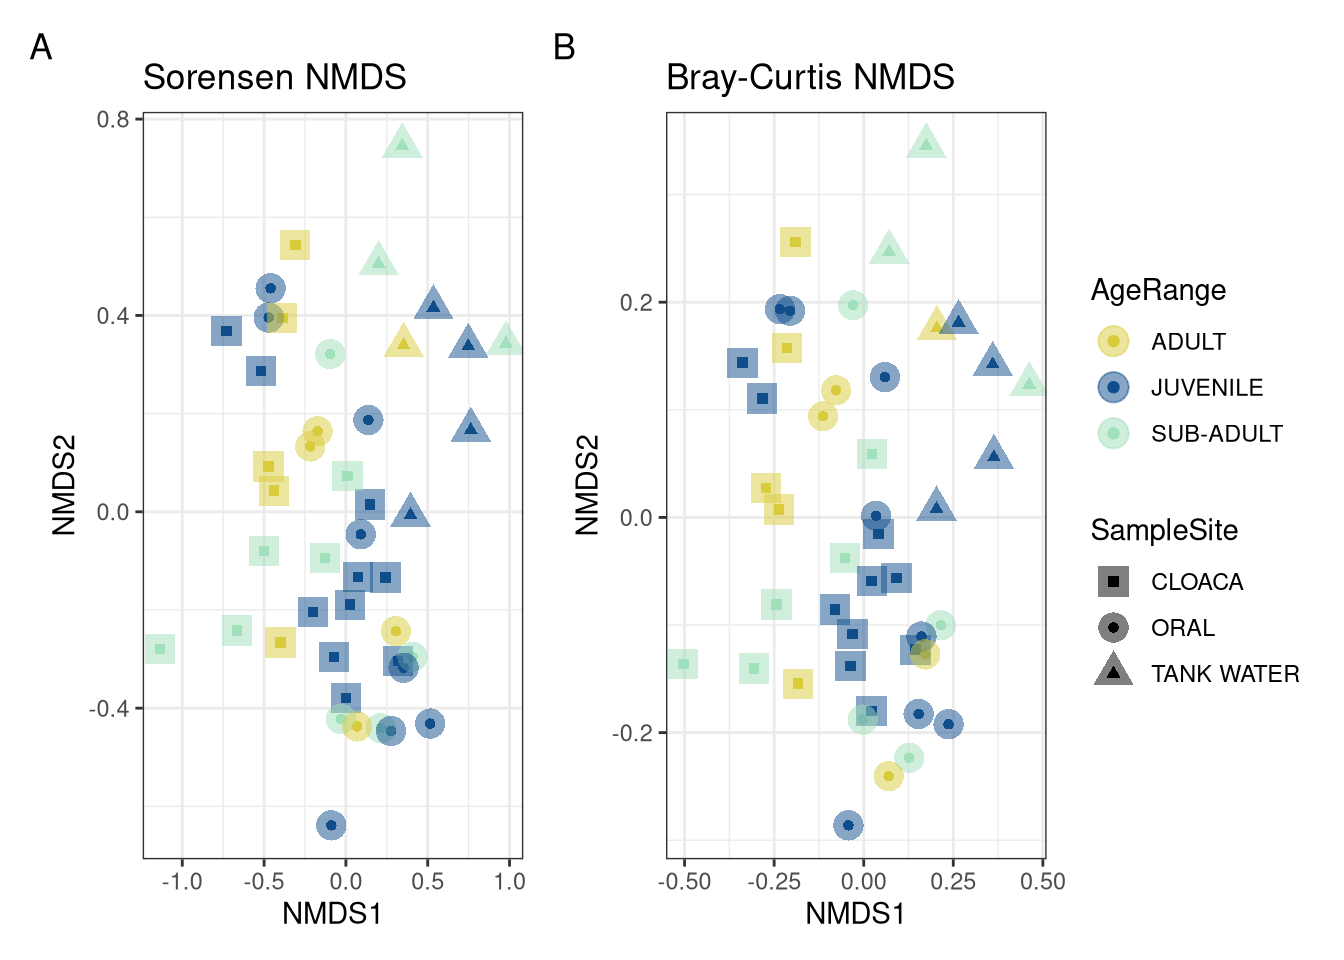 A
Sorensen NMDS
0.8
0.4
0.0
-0.4
NMDS2
-1.0 -0.5 0.0 0.5 1.0
NMDS1
B
Bray-Curtis NMDS
0.2
0.0
-0.2
NMDS2
-0.50 -0.25 0.00 0.25 0.50
NMDS1
AgeRange
ADULT
JUVENILE
SUB-ADULT
SampleSite
CLOACA
ORAL
TANK WATER